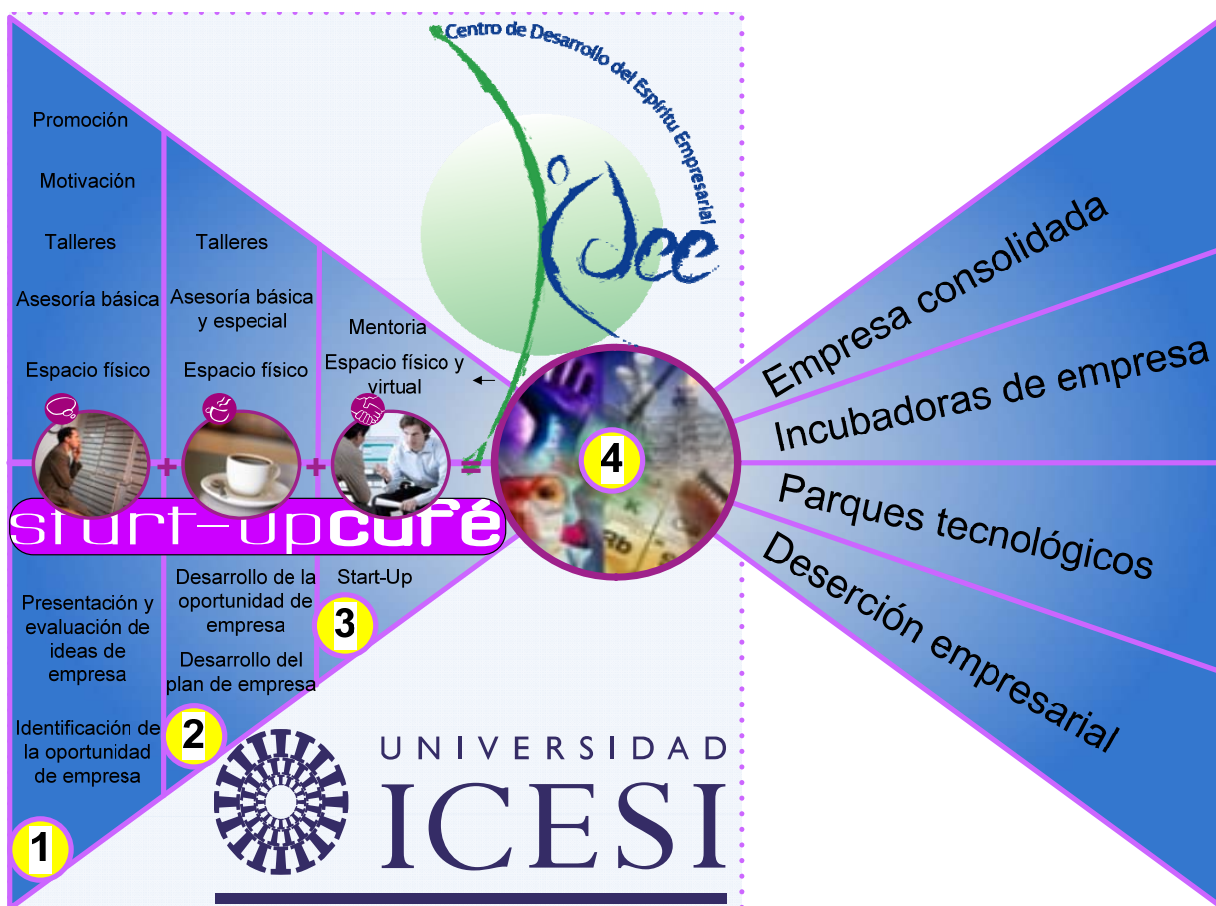 Centro de Desarrollo del Espíritu Empresarial
cdee
Promoción
Motivación
Talleres
Asesoría básica
Espacio físico
Talleres
Asesoría básica
y especial
Espacio físico
Mentoria
Espacio físico y
virtual
+
+
=
start-upcafé
Presentación y
evaluación de
ideas de
empresa
Identificación de
la oportunidad
de empresa
1
Desarrollo de la
oportunidad de
empresa
Desarrollo del
plan de empresa
2
Start-Up
3
4
Empresa consolidada
Incubadoras de empresa
Parques tecnológicos
Deserción empresarial
UNIVERSIDAD
ICESI